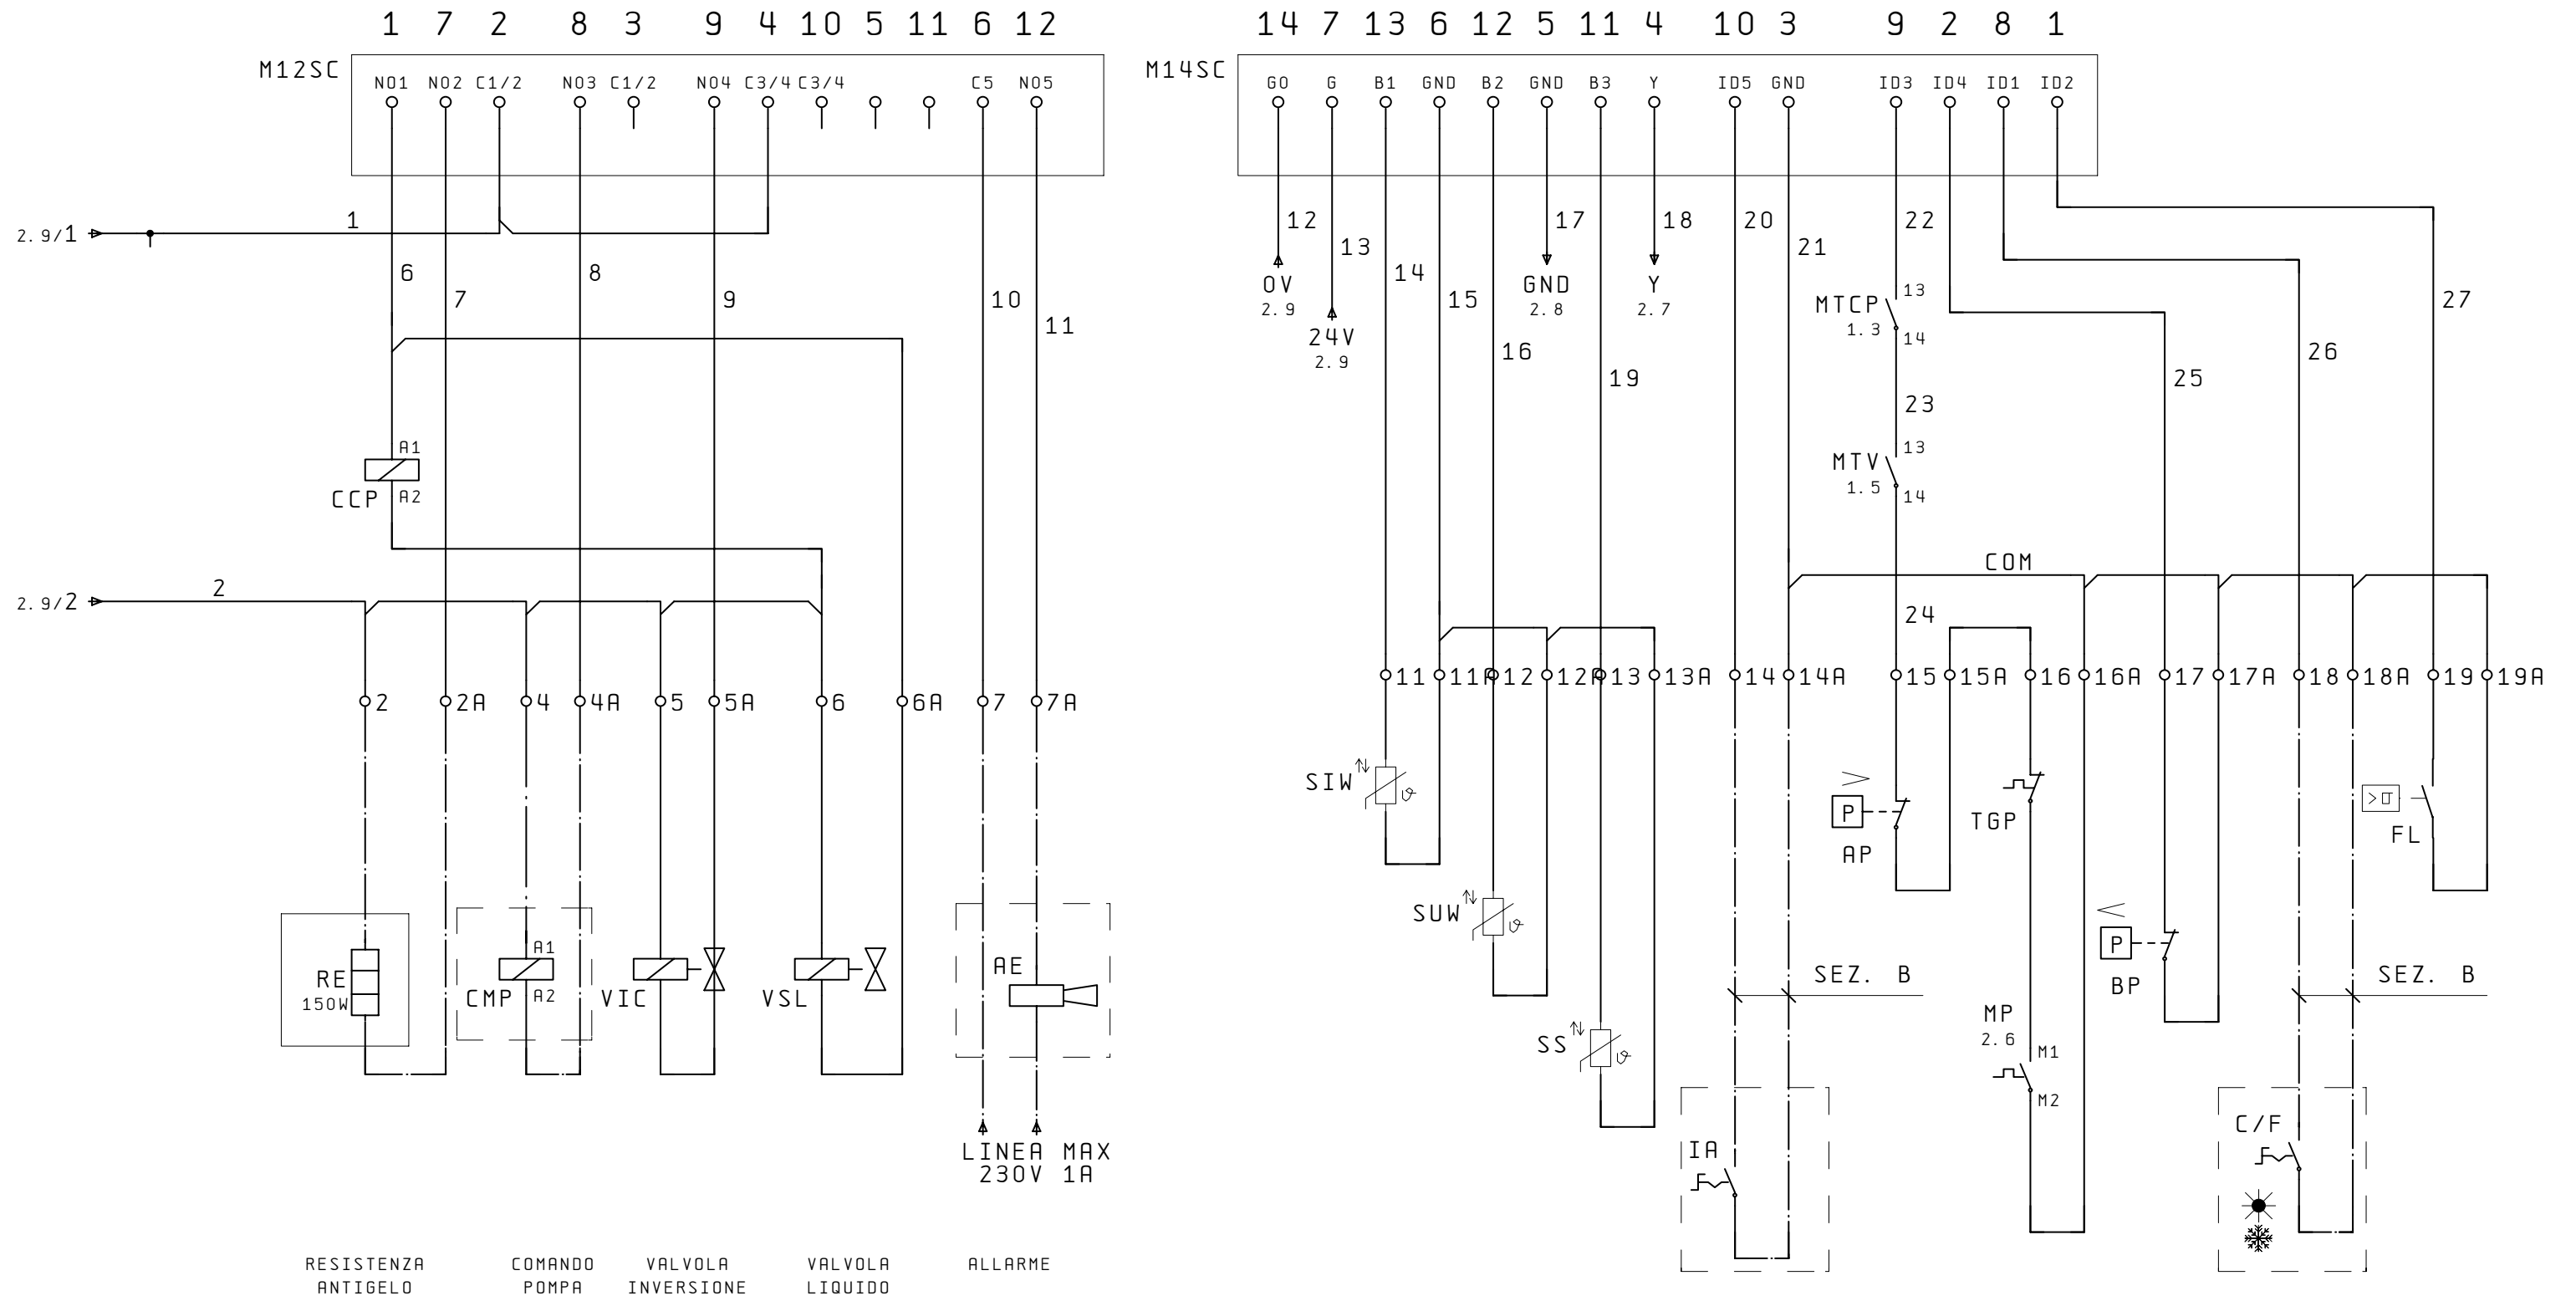 1 7 2 8 3 9 4 10 5 11 6 12
M12SC
NO1 NO2 C1/2 NO3 C1/2 NO4 C3/4 C3/4 C5 NO5
2.9/1
1
6
7
8
9
10
11
A1
CCP A2
2.9/2
2
2 2A 4 4A 5 5A 6 6A 7 7A
RE
150W
A1
CMP A2
VIC
VSL
AE
LINEA MAX
230V 1A
RESISTENZA
ANTIGELO
COMANDO
POMPA
VALVOLA
INVERSIONE
VALVOLA
LIQUIDO
ALLARME
14 7 13 6 12 5 11 4 10 3 9 2 8 1
M14SC
G0 G B1 GND B2 GND B3 Y ID5 GND ID3 ID4 ID1 ID2
12
0V
2.9
13
24V
2.9
14
15
16
17
GND
2.8
18
Y
2.7
19
20
21
22
13
MTCP
1.3
14
23
13
MTV
1.5
14
24
25
26
27
COM
11 11A 12 12A 13 13A 14 14A 15 15A 16 16A 17 17A 18 18A 19 19A
SIW ϑ
SUW ϑ
SS ϑ
>
P
AP
TGP
<
P
BP
>
FL
SEZ. B
SEZ. B
MP
2.6
M1
M2
IA
C/F